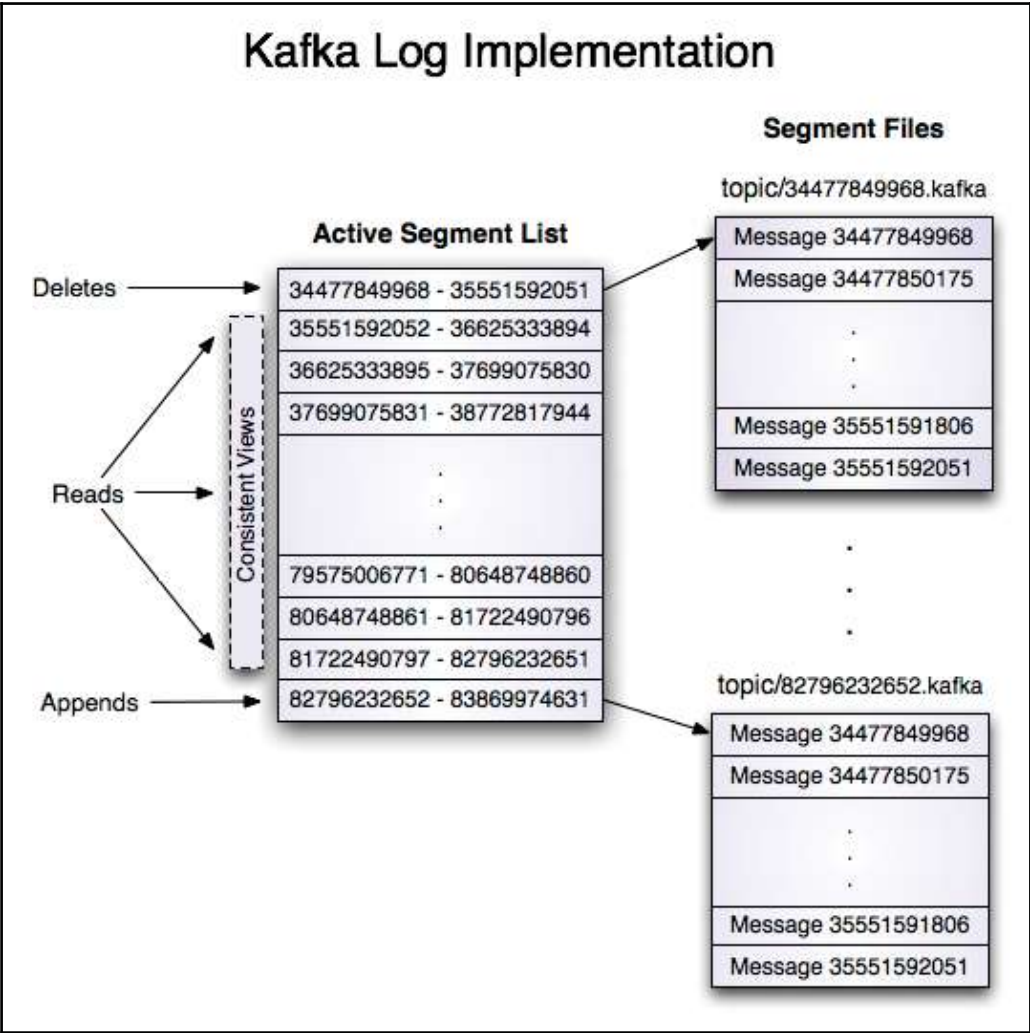 Kafka Log Implementation
Segment Files
topic/34477849968.kafka
Message 34477849968
Message 34477850175
.
.
.
Message 35551591806
Message 35551592051
.
.
.
Active Segment List
Deletes
34477849968 - 35551592051
35551592052 - 36625333894
36625333895 - 37699075830
37699075831 - 38772817944
.
.
.
79575006771 - 80648748860
80648748861 - 81722490796
81722490797 - 82796232651
82796232652 - 83869974631
Reads
Consistent Views
Appends
topic/82796232652.kafka
Message 34477849968
Message 34477850175
.
.
.
Message 35551591806
Message 35551592051